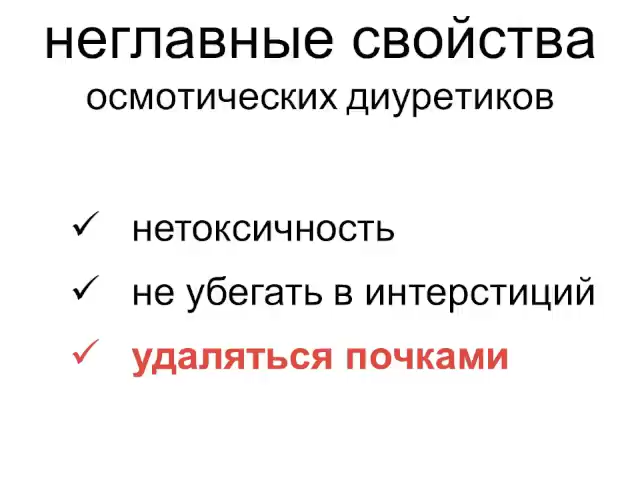 неглавные свойства
осмотических диуретиков
нетоксичность
не убегать в интерстиций
удаляться почками